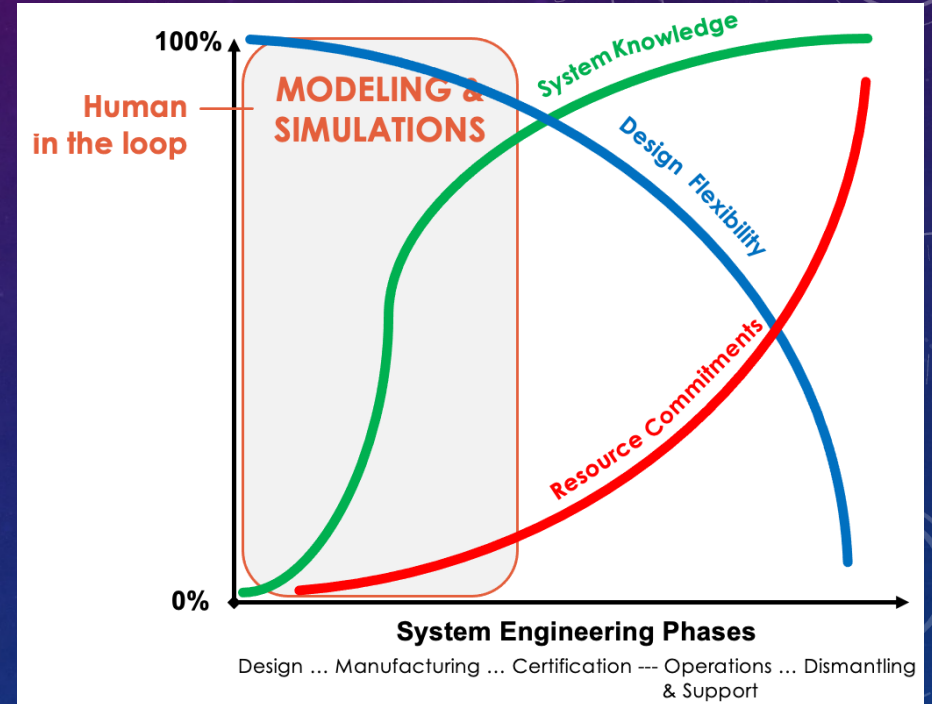 100%
Human
in the loop
MODELING &
SIMULATIONS
System Knowledge
Design Flexibility
Resource Commitments
0%
System Engineering Phases
Design ... Manufacturing ... Certification --- Operations ... Dismantling
& Support